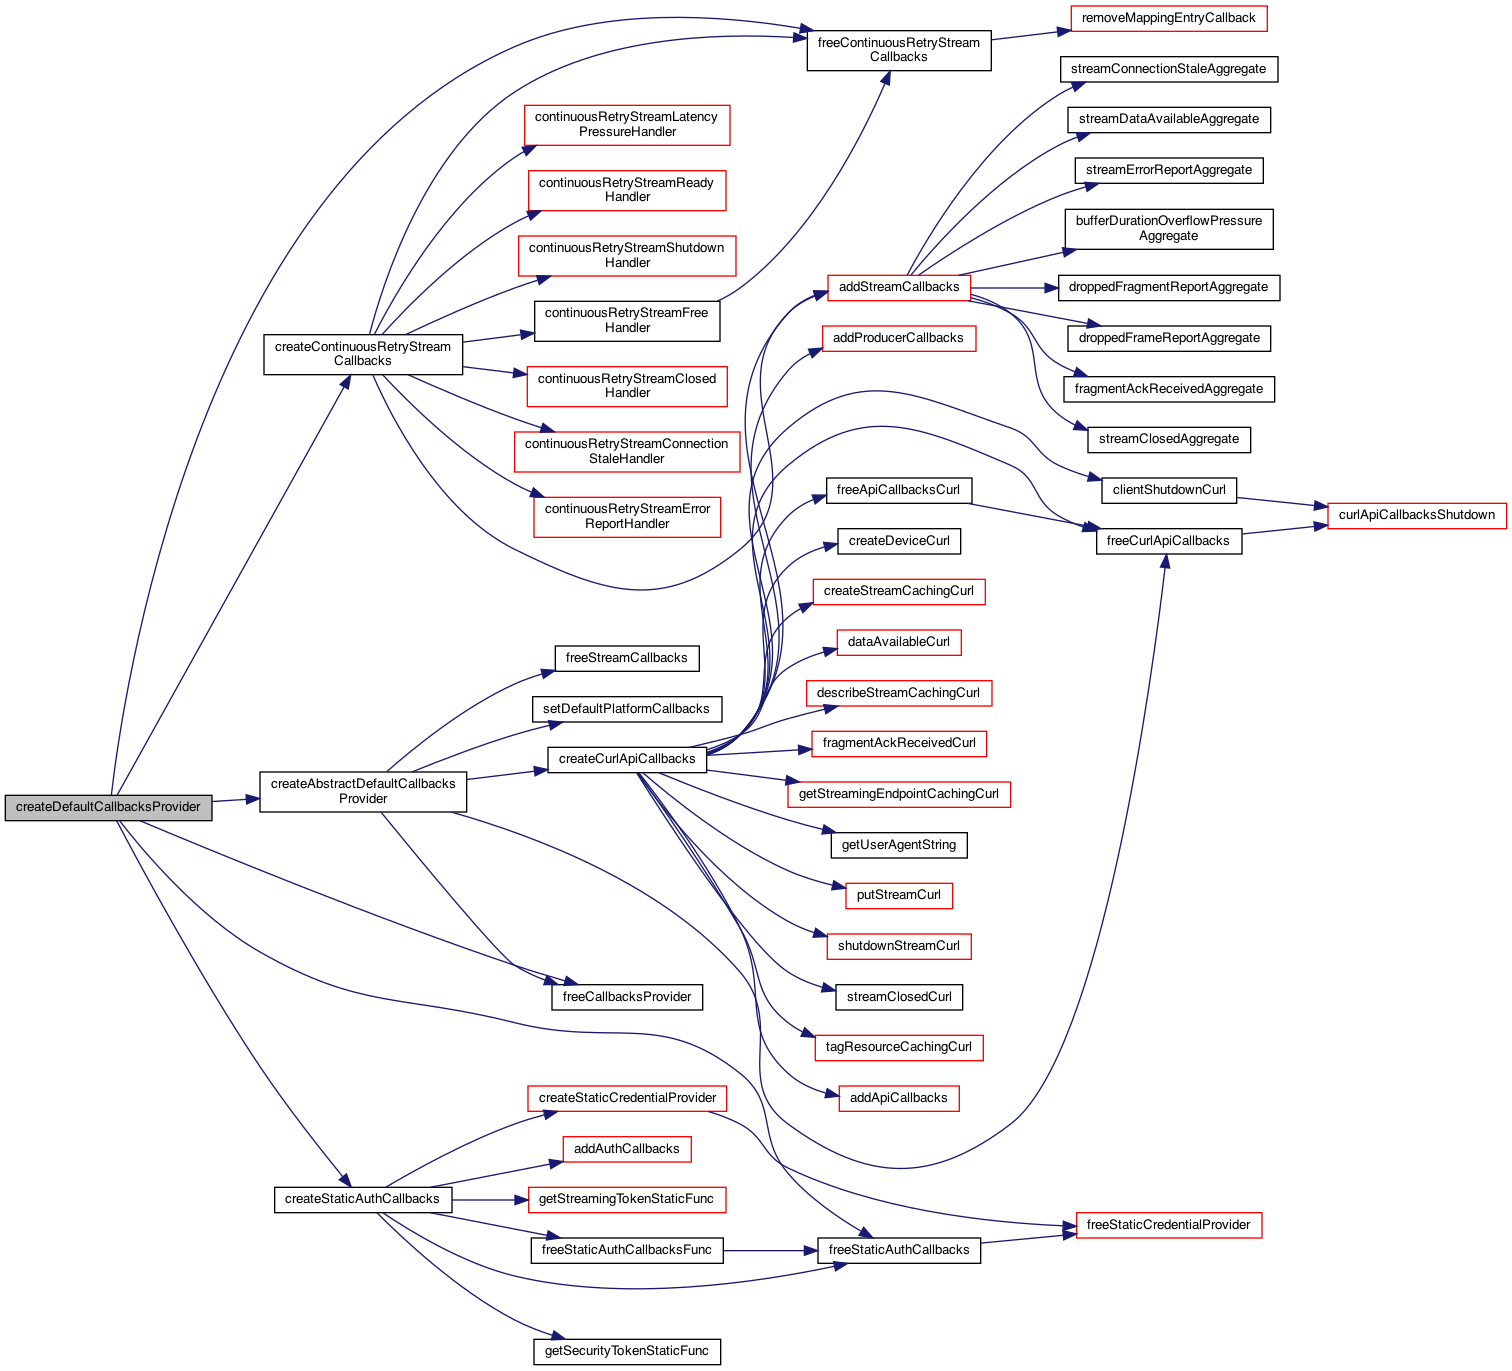 createDefaultCallbacksProvider
createContinuousRetryStream
Callbacks
createAbstractDefaultCallbacks
Provider
createStaticAuthCallbacks
continuousRetryStreamLatency
PressureHandler
continuousRetryStreamReady
Handler
continuousRetryStreamShutdown
Handler
continuousRetryStreamFree
Handler
continuousRetryStreamClosed
Handler
continuousRetryStreamConnection
StaleHandler
continuousRetryStreamError
ReportHandler
freeStreamCallbacks
setDefaultPlatformCallbacks
createCurlApiCallbacks
freeCallbacksProvider
createStaticCredentialProvider
addAuthCallbacks
getStreamingTokenStaticFunc
freeStaticAuthCallbacksFunc
getSecurityTokenStaticFunc
freeContinuousRetryStream
Callbacks
addStreamCallbacks
addProducerCallbacks
freeApiCallbacksCurl
createDeviceCurl
createStreamCachingCurl
dataAvailableCurl
describeStreamCachingCurl
fragmentAckReceivedCurl
getStreamingEndpointCachingCurl
getUserAgentString
putStreamCurl
shutdownStreamCurl
streamClosedCurl
tagResourceCachingCurl
addApiCallbacks
freeStaticAuthCallbacks
removeMappingEntryCallback
streamConnectionStaleAggregate
streamDataAvailableAggregate
streamErrorReportAggregate
bufferDurationOverflowPressure
Aggregate
droppedFragmentReportAggregate
droppedFrameReportAggregate
fragmentAckReceivedAggregate
streamClosedAggregate
clientShutdownCurl
freeCurlApiCallbacks
freeStaticCredentialProvider
curlApiCallbacksShutdown